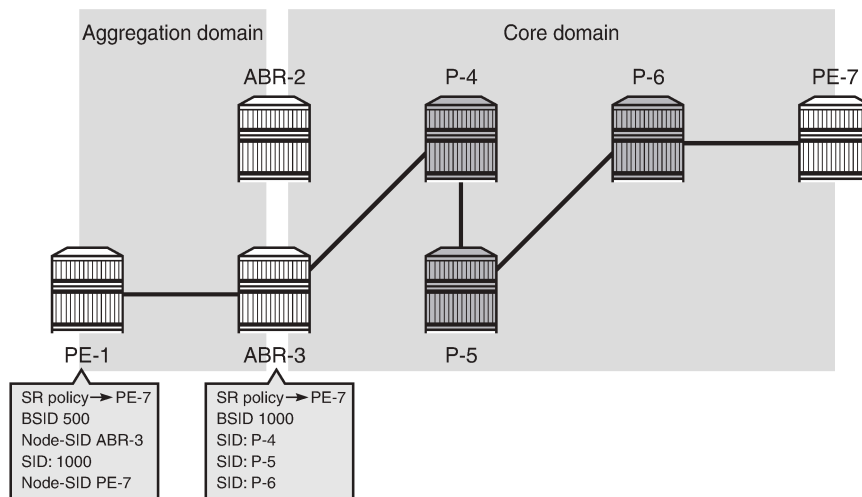 Aggregation domain
Core domain
ABR-2
P-4
P-6
PE-7
PE-1
ABR-3
P-5
SR policy → PE-7
BSID 500
Node-SID ABR-3
SID: 1000
Node-SID PE-7
SR policy → PE-7
BSID 1000
SID: P-4
SID: P-5
SID: P-6